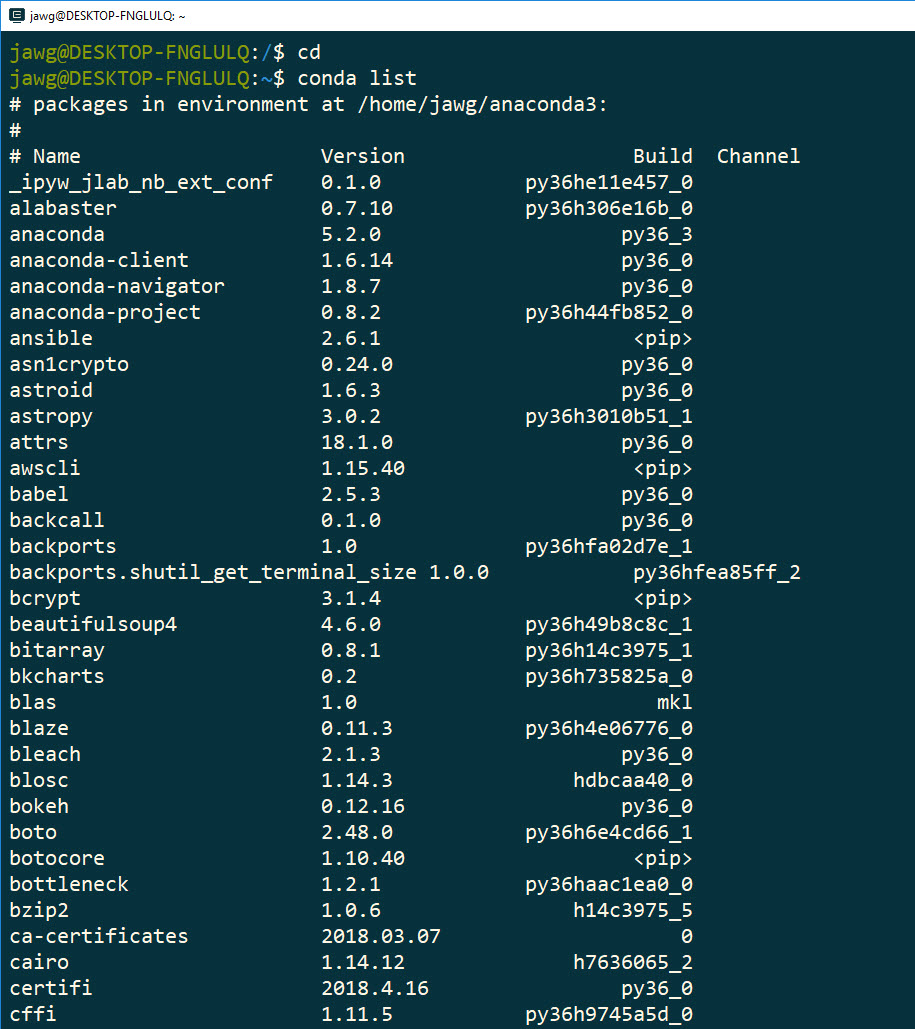 jawg@DESKTOP-FNGLULQ: ~
jawg@DESKTOP-FNGLULQ:/$ cd
jawg@DESKTOP-FNGLULQ:~$ conda list
# packages in environment at /home/jawg/anaconda3:
#
# Name                    Version                   Build  Channel
_ipyw_jlab_nb_ext_conf    0.1.0            py36he11e457_0
alabaster                 0.7.10           py36h306e16b_0
anaconda                  5.2.0                    py36_3
anaconda-client           1.6.14                   py36_0
anaconda-navigator        1.8.7                    py36_0
anaconda-project          0.8.2            py36h44fb852_0
ansible                   2.6.1                     <pip>
asn1crypto                0.24.0                   py36_0
astroid                   1.6.3                    py36_0
astropy                   3.0.2            py36h3010b51_1
attrs                     18.1.0                   py36_0
awscli                    1.15.40                   <pip>
babel                     2.5.3                    py36_0
backcall                  0.1.0                    py36_0
backports                 1.0              py36hfa02d7e_1
backports.shutil_get_terminal_size 1.0.0            py36hfea85ff_2
bcrypt                    3.1.4                     <pip>
beautifulsoup4            4.6.0            py36h49b8c8c_1
bitarray                  0.8.1            py36h14c3975_1
bkcharts                  0.2              py36h735825a_0
blas                      1.0                         mkl
blaze                     0.11.3           py36h4e06776_0
bleach                    2.1.3                    py36_0
blosc                     1.14.3               hdbcaa40_0
bokeh                     0.12.16                  py36_0
boto                      2.48.0           py36h6e4cd66_1
botocore                  1.10.40                   <pip>
bottleneck                1.2.1            py36haac1ea0_0
bzip2                     1.0.6                h14c3975_5
ca-certificates           2018.03.07                    0
cairo                     1.14.12              h7636065_2
certifi                   2018.4.16                py36_0
cffi                      1.11.5           py36h9745a5d_0